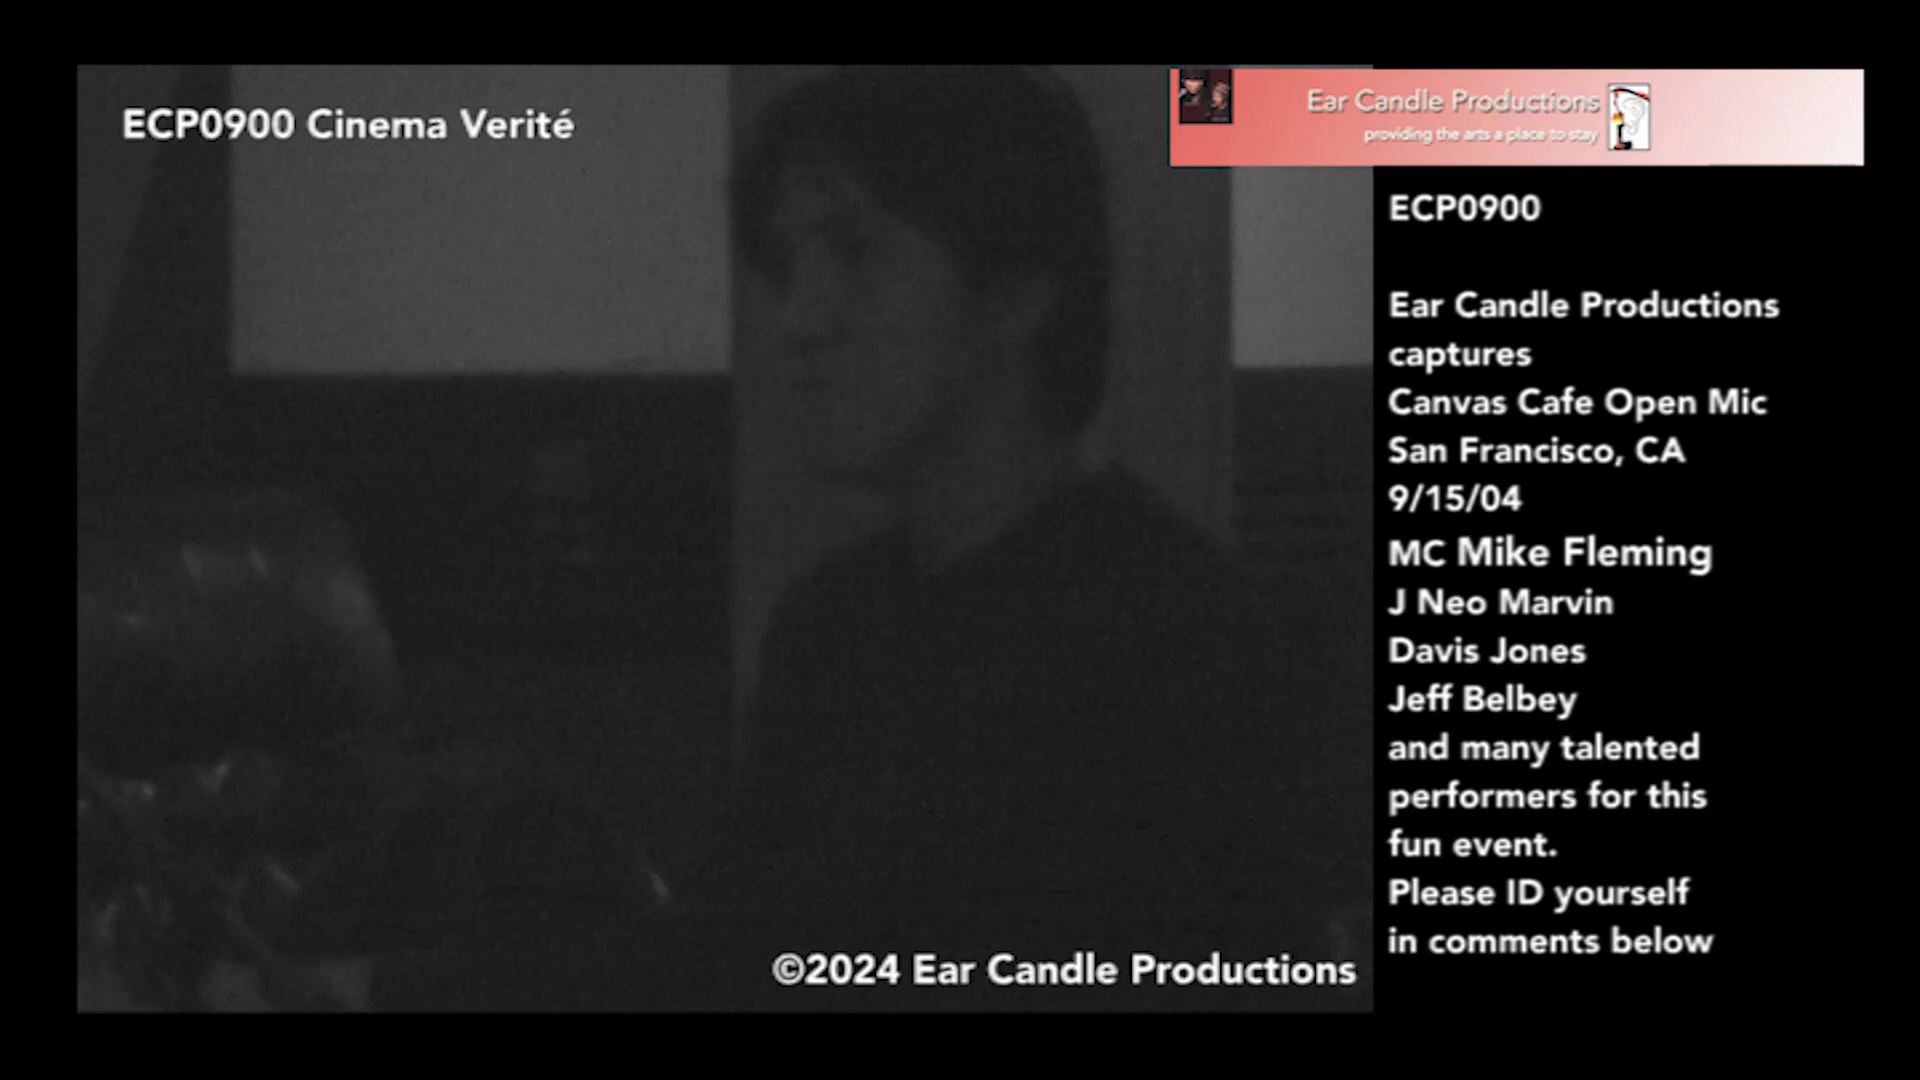 ECP0900 Cinema Verité
Ear Candle Productions
providing the arts a place to stay
ECP0900
Ear Candle Productions
captures
Canvas Cafe Open Mic
San Francisco, CA
9/15/04
MC Mike Fleming
J Neo Marvin
Davis Jones
Jeff Belbey
and many talented
performers for this
fun event.
Please ID yourself
in comments below
©2024 Ear Candle Productions